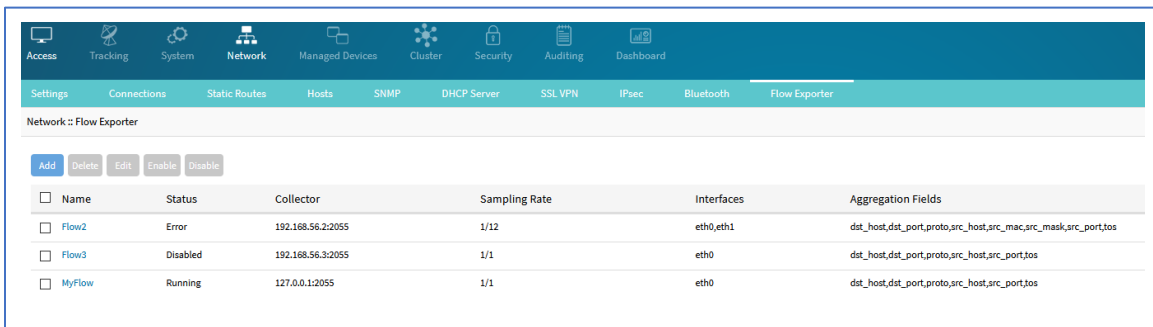 Access Tracking System Network Managed Devices Cluster Security Auditing Dashboard
Settings Connections Static Routes Hosts SNMP DHCP Server SSL VPN IPsec Bluetooth Flow Exporter
Network :: Flow Exporter
Add Delete Edit Enable Disable
Name Status Collector Sampling Rate Interfaces Aggregation Fields
Flow2 Error 192.168.56.2:2055 1/12 eth0,eth1 dst_host,dst_port,proto,src_host,src_mac,src_mask,src_port,tos
Flow3 Disabled 192.168.56.3:2055 1/1 eth0 dst_host,dst_port,proto,src_host,src_port,tos
MyFlow Running 127.0.0.1:2055 1/1 eth0 dst_host,dst_port,proto,src_host,src_port,tos